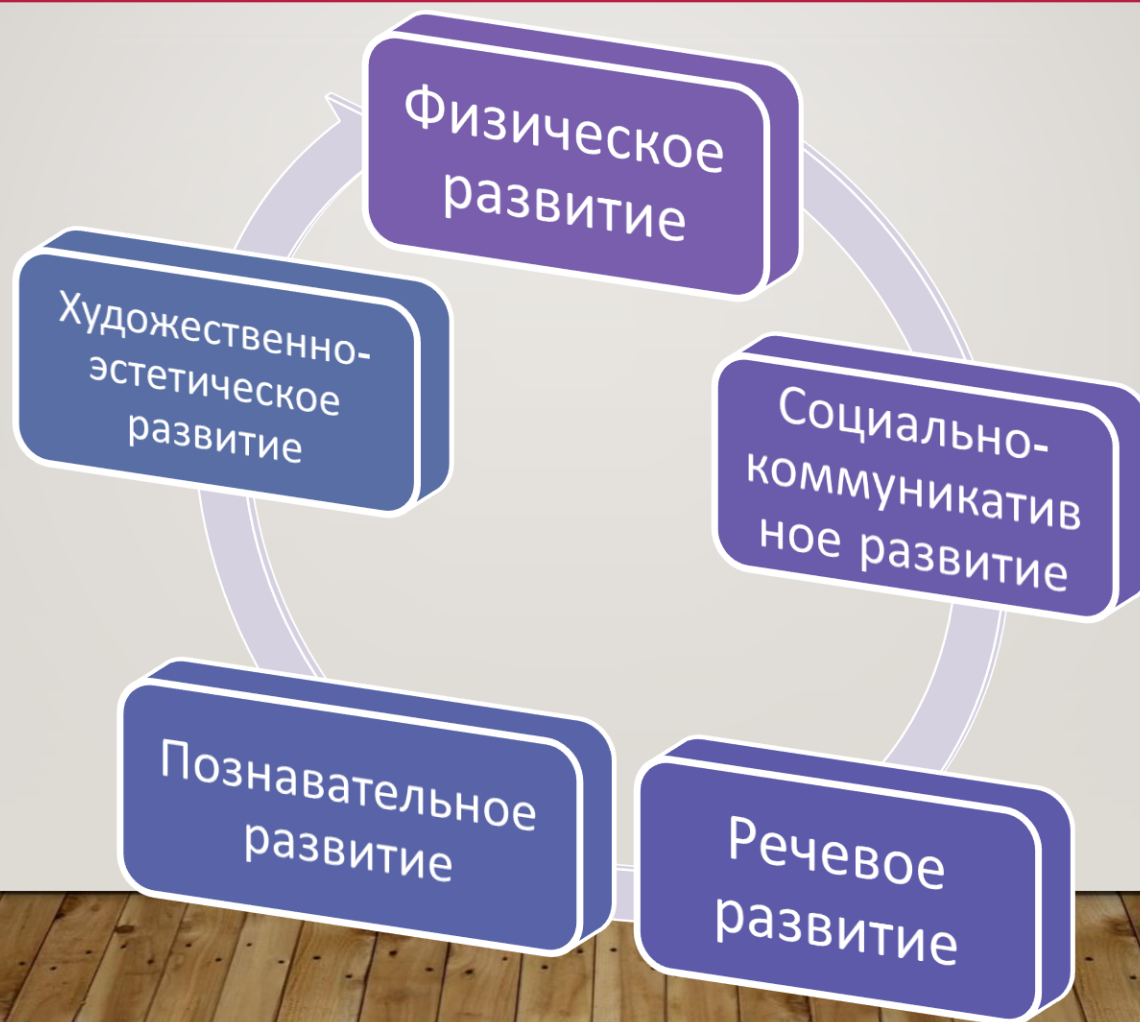 Физическое
развитие
Социально-
коммуникатив
ное развитие
Речевое
развитие
Познавательное
развитие
Художественно-
эстетическое
развитие